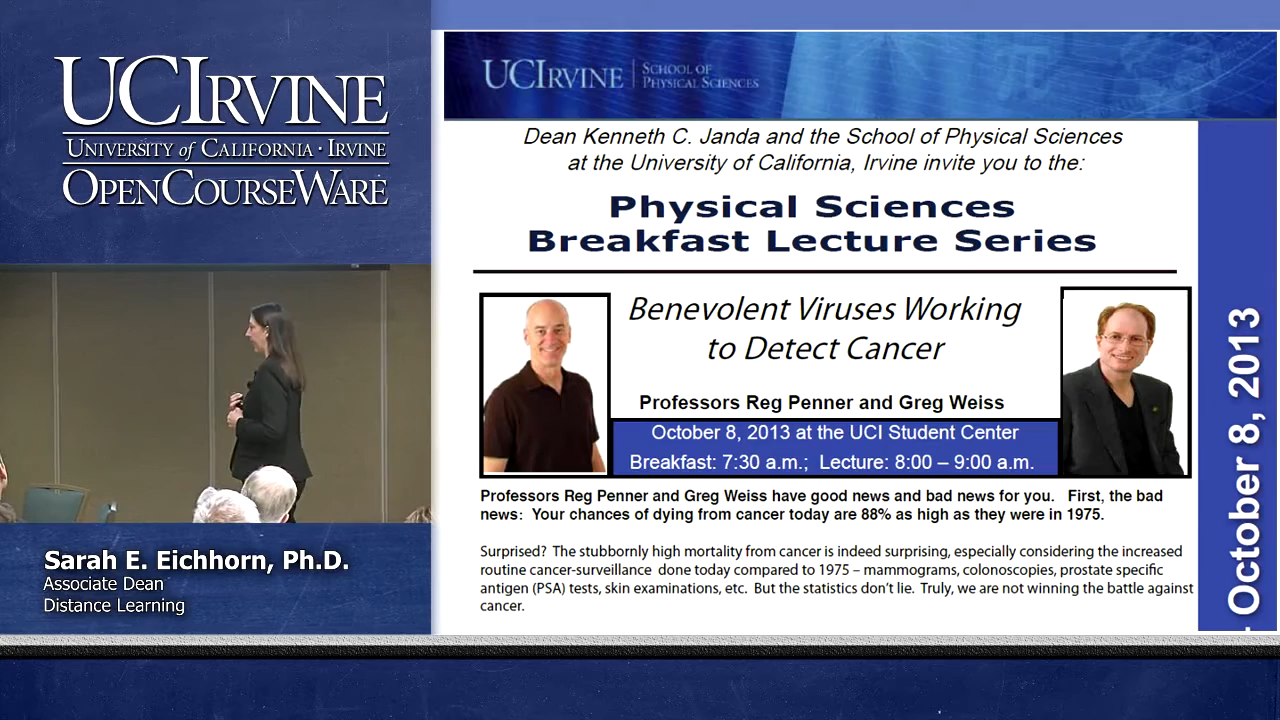 UCIRVINE
UNIVERSITY of CALIFORNIA · IRVINE
OPENCOURSEWARE
Sarah E. Eichhorn, Ph.D.
Associate Dean
Distance Learning
UCIRVINE | SCHOOL OF
PHYSICAL SCIENCES
Dean Kenneth C. Janda and the School of Physical Sciences
at the University of California, Irvine invite you to the:
Physical Sciences
Breakfast Lecture Series
Benevolent Viruses Working
to Detect Cancer
Professors Reg Penner and Greg Weiss
October 8, 2013 at the UCI Student Center
Breakfast: 7:30 a.m.; Lecture: 8:00 – 9:00 a.m.
Professors Reg Penner and Greg Weiss have good news and bad news for you. First, the bad
news: Your chances of dying from cancer today are 88% as high as they were in 1975.
Surprised? The stubbornly high mortality from cancer is indeed surprising, especially considering the increased
routine cancer-surveillance done today compared to 1975 – mammograms, colonoscopies, prostate specific
antigen (PSA) tests, skin examinations, etc. But the statistics don't lie. Truly, we are not winning the battle against
cancer.
October 8, 2013